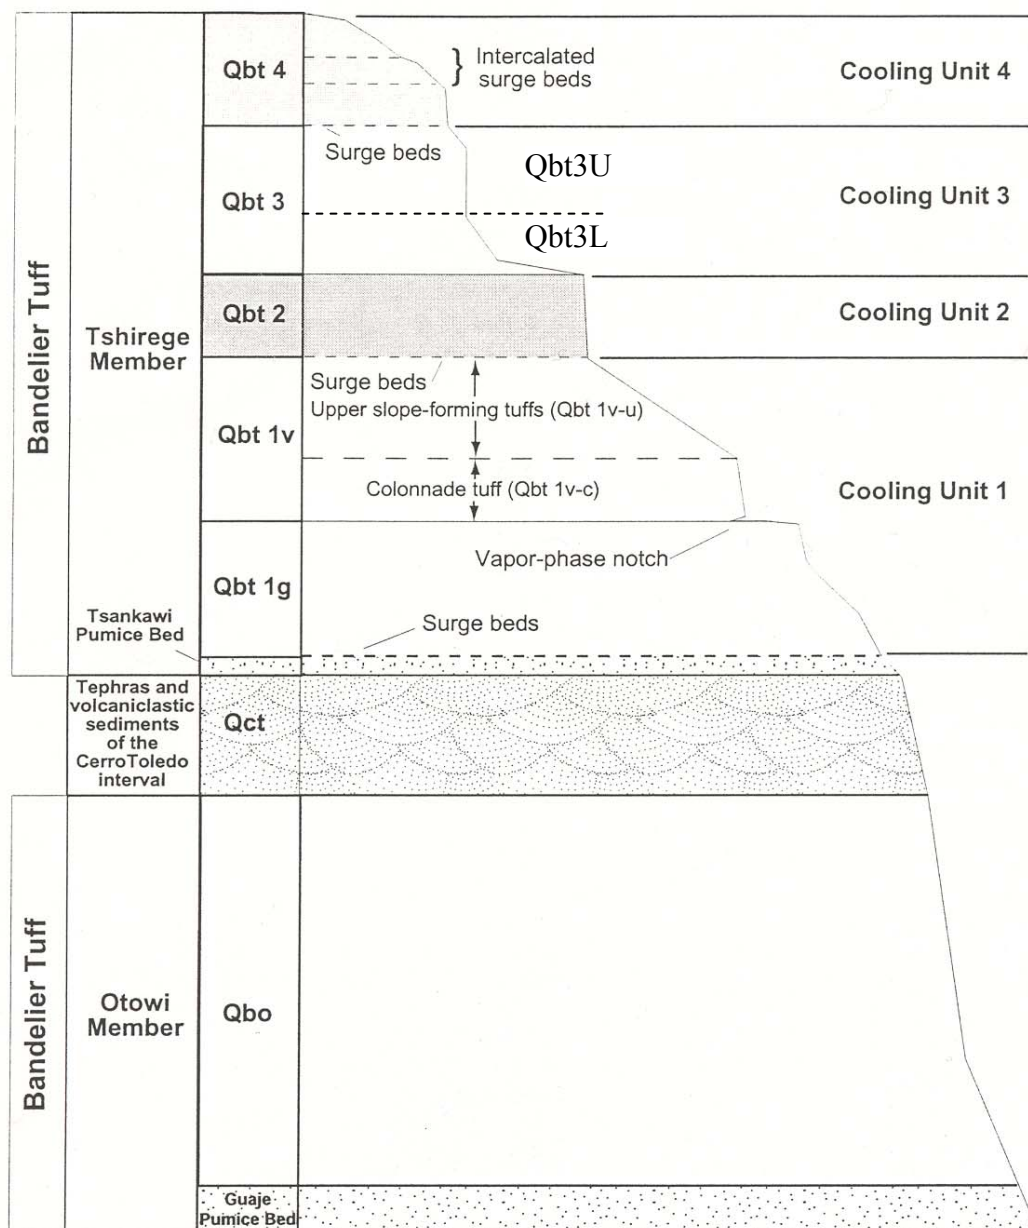 Bandelier Tuff
Tshirege
Member
Qbt 4
Intercalated
surge beds
Cooling Unit 4
Surge beds
Qbt 3
Qbt3U
Qbt3L
Cooling Unit 3
Qbt 2
Cooling Unit 2
Surge beds
Upper slope-forming tuffs (Qbt 1v-u)
Qbt 1v
Colonnade tuff (Qbt 1v-c)
Cooling Unit 1
Vapor-phase notch
Qbt 1g
Tsankawi
Pumice Bed
Surge beds
Tephras and
volcaniclastic
sediments
of the
CerroToledo
interval
Qct
Bandelier Tuff
Otowi
Member
Qbo
Guaje
Pumice Bed